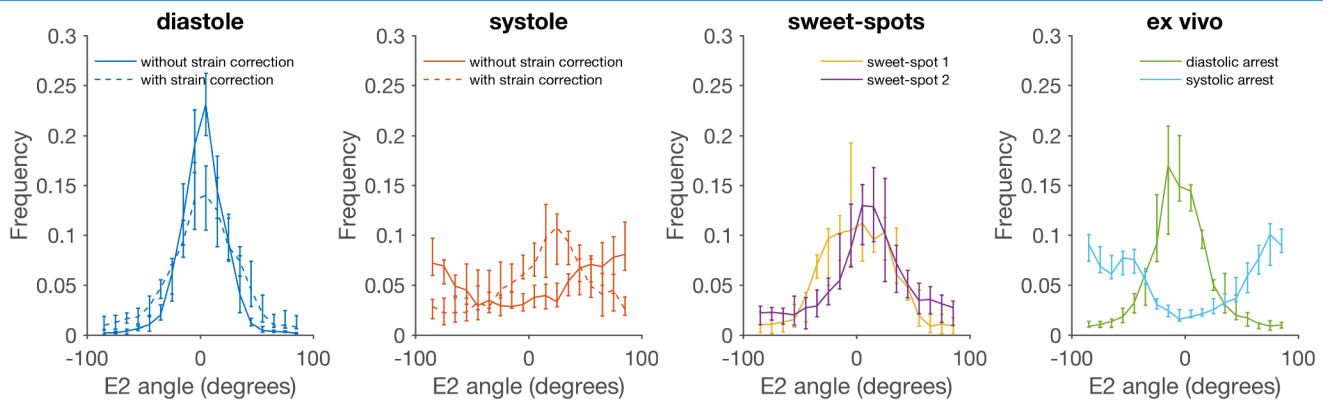 diastole
0.3
0.25
0.2
0.15
0.1
0.05
0
-100
0
100
Frequency
E2 angle (degrees)
without strain correction
with strain correction
systole
0.3
0.25
0.2
0.15
0.1
0.05
0
-100
0
100
Frequency
E2 angle (degrees)
without strain correction
with strain correction
sweet-spots
0.3
0.25
0.2
0.15
0.1
0.05
0
-100
0
100
Frequency
E2 angle (degrees)
sweet-spot 1
sweet-spot 2
ex vivo
0.3
0.25
0.2
0.15
0.1
0.05
0
-100
0
100
Frequency
E2 angle (degrees)
diastolic arrest
systolic arrest